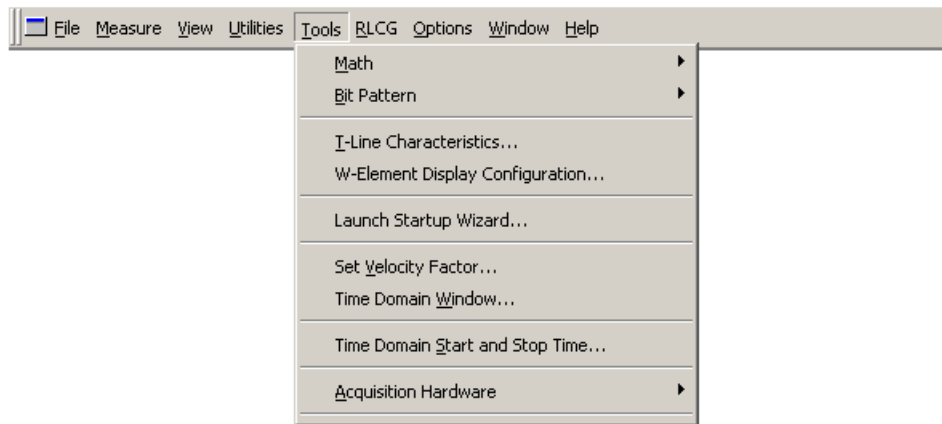 File Measure View Utilities Tools RLCG Options Window Help
Math
Bit Pattern
T-Line Characteristics...
W-Element Display Configuration...
Launch Startup Wizard...
Set Velocity Factor...
Time Domain Window...
Time Domain Start and Stop Time...
Acquisition Hardware